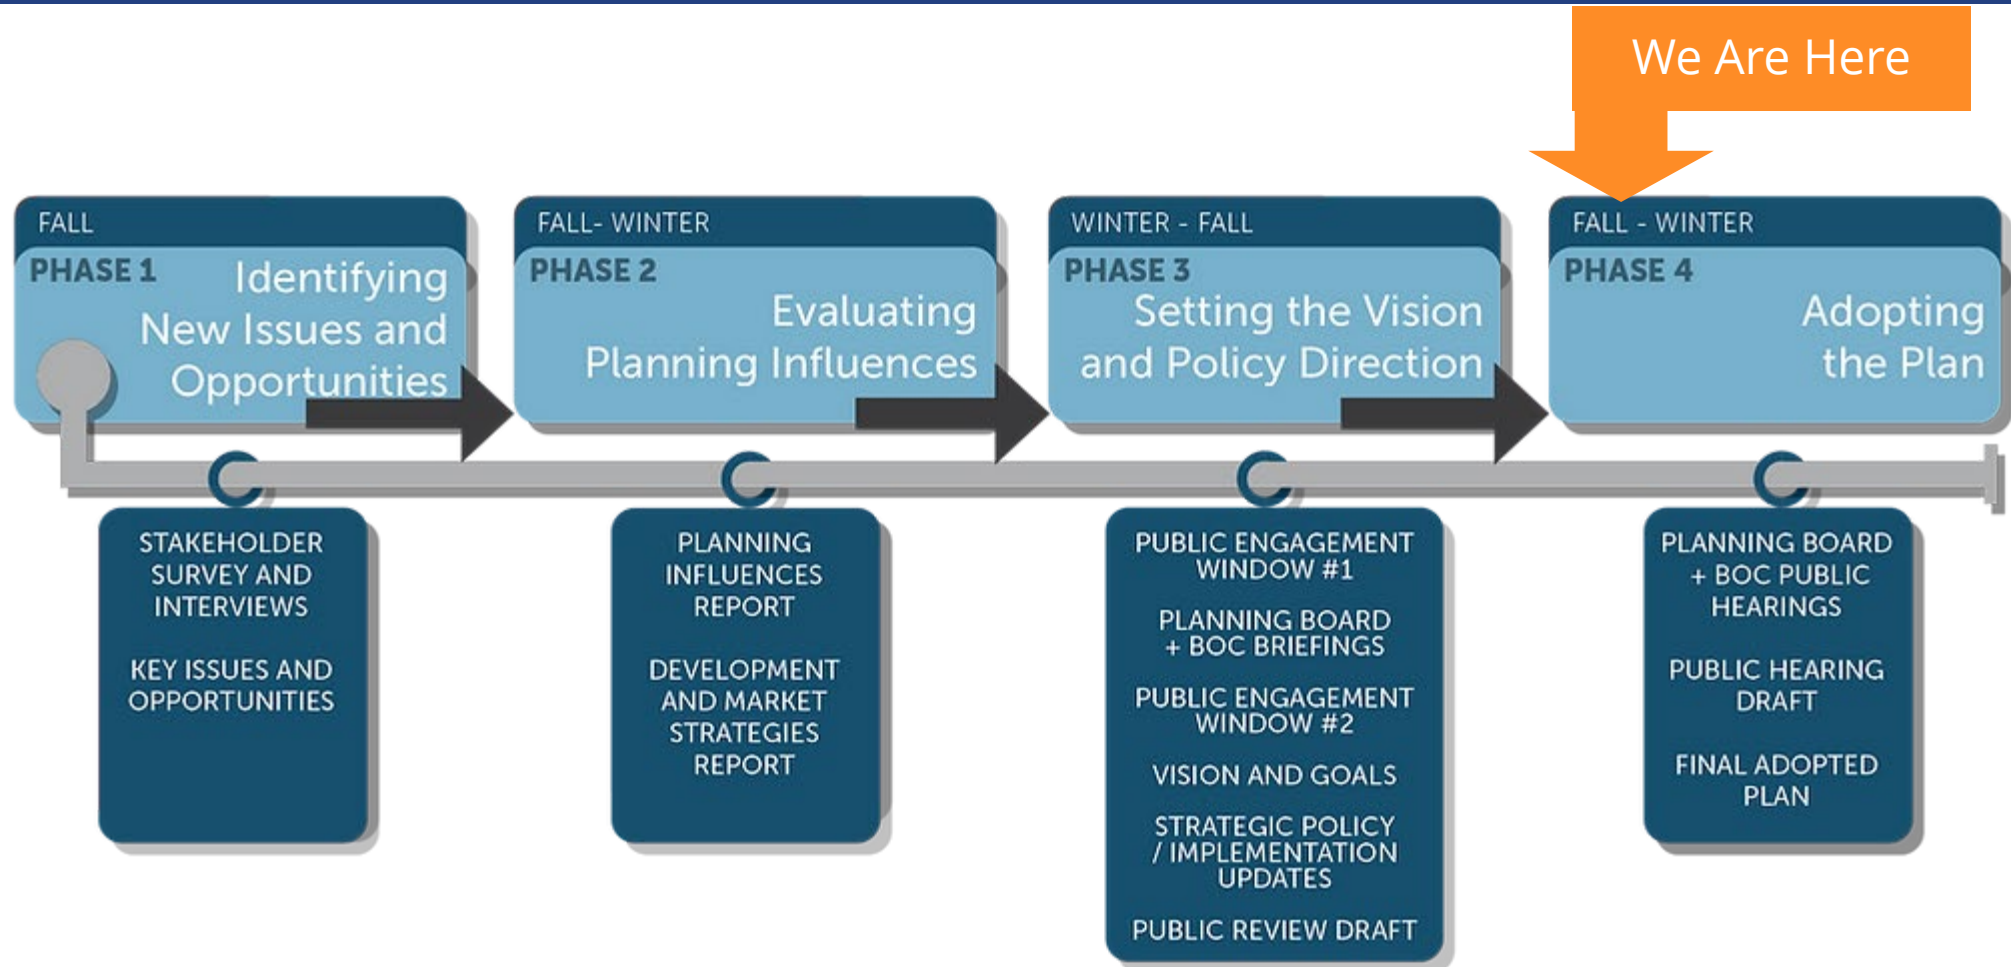 We Are Here
FALL
PHASE 1
Identifying
New Issues and
Opportunities
FALL- WINTER
PHASE 2
Evaluating
Planning Influences
WINTER - FALL
PHASE 3
Setting the Vision
and Policy Direction
FALL - WINTER
PHASE 4
Adopting
the Plan
STAKEHOLDER
SURVEY AND
INTERVIEWS
KEY ISSUES AND
OPPORTUNITIES
PLANNING
INFLUENCES
REPORT
DEVELOPMENT
AND MARKET
STRATEGIES
REPORT
PUBLIC ENGAGEMENT
WINDOW #1
PLANNING BOARD
+ BOC BRIEFINGS
PUBLIC ENGAGEMENT
WINDOW #2
VISION AND GOALS
STRATEGIC POLICY
/ IMPLEMENTATION
UPDATES
PUBLIC REVIEW DRAFT
PLANNING BOARD
+ BOC PUBLIC
HEARINGS
PUBLIC HEARING
DRAFT
FINAL ADOPTED
PLAN